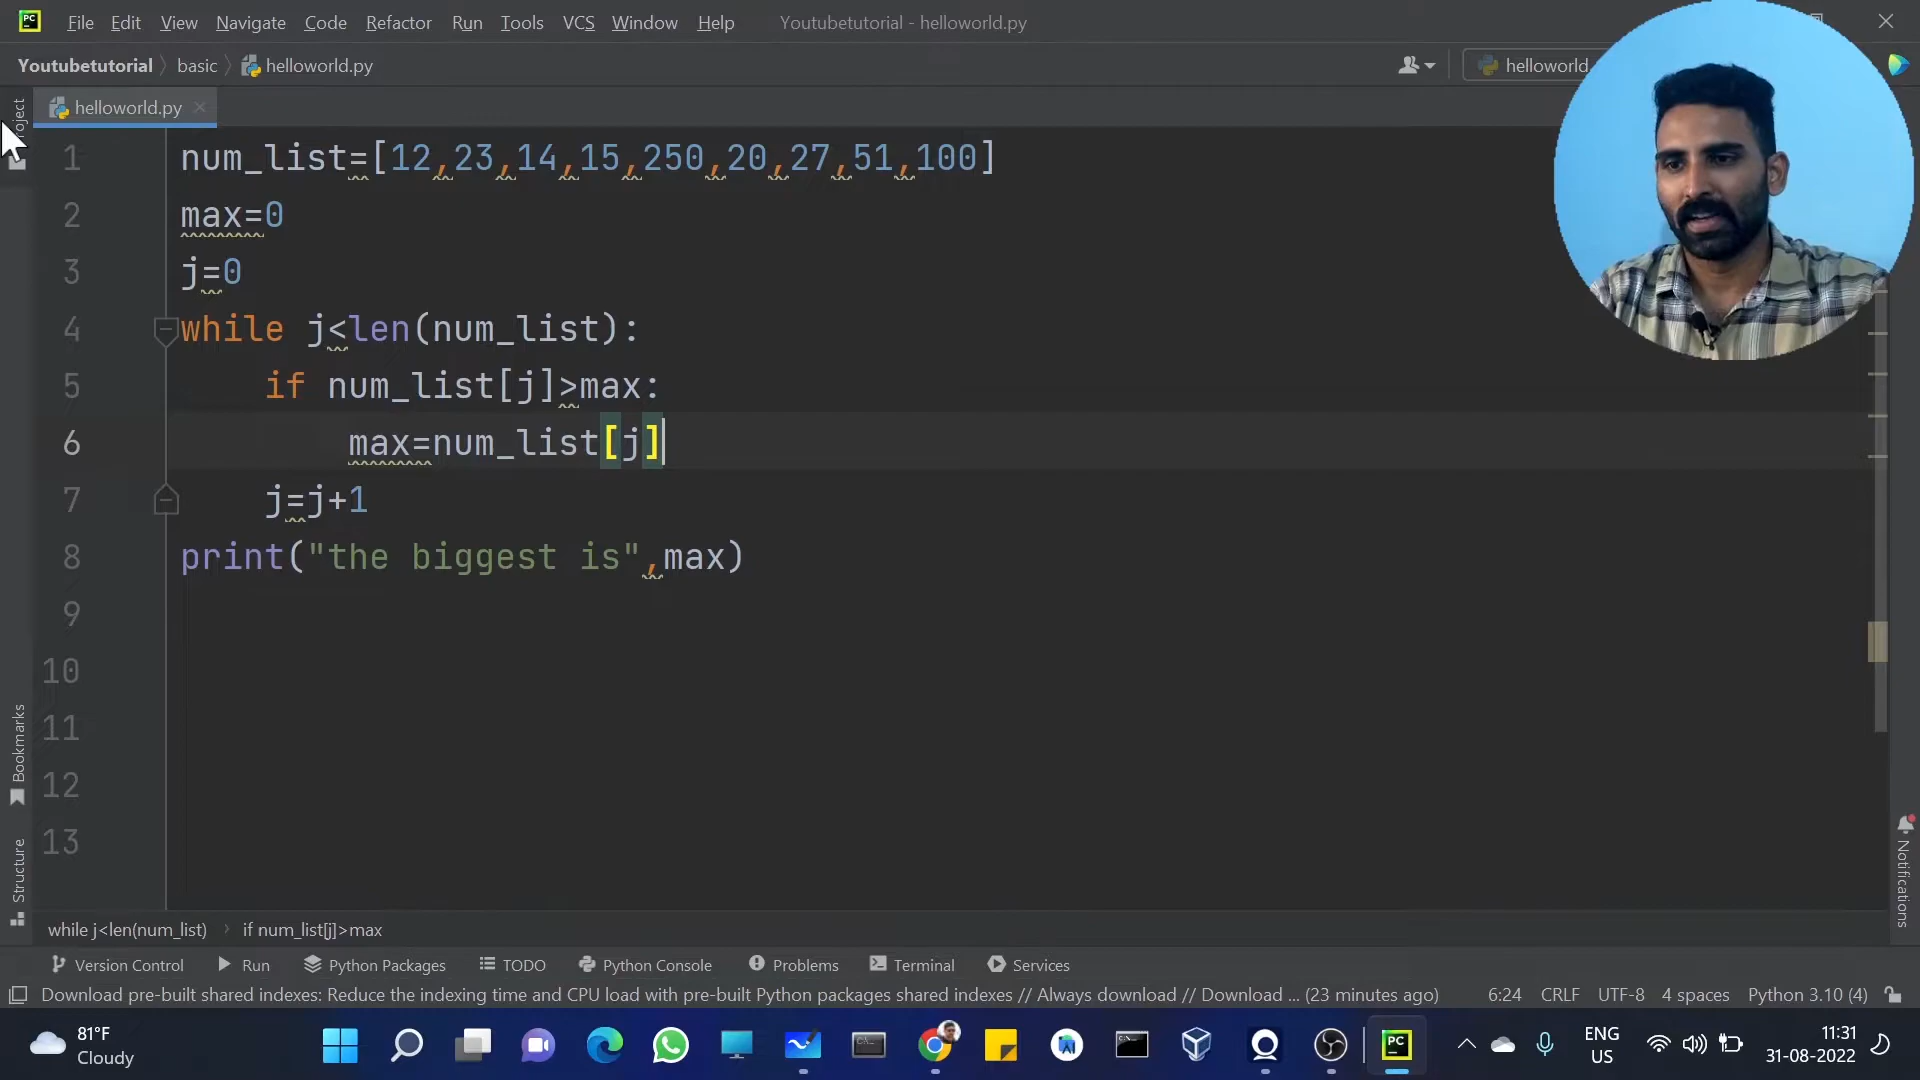 PC File Edit View Navigate Code Refactor Run Tools VCS Window Help Youtubetutorial - helloworld.py
Youtubetutorial basic helloworld.py helloworld
helloworld.py
1 num_list=[12,23,14,15,250,20,27,51,100]
2 max=0
3 j=0
4 while j<len(num_list):
5 if num_list[j]>max:
6 max=num_list[j]
7 j=j+1
8 print("the biggest is",max)
9
10
11
12
13
Bookmarks
Structure
Notifications
while j<len(num_list) if num_list[j]>max
Version Control Run Python Packages TODO Python Console Problems Terminal Services
Download pre-built shared indexes: Reduce the indexing time and CPU load with pre-built Python packages shared indexes // Always download // Download ... (23 minutes ago) 6:24 CRLF UTF-8 4 spaces Python 3.10 (4)
81°F
Cloudy
PC
ENG
US
11:31
31-08-2022